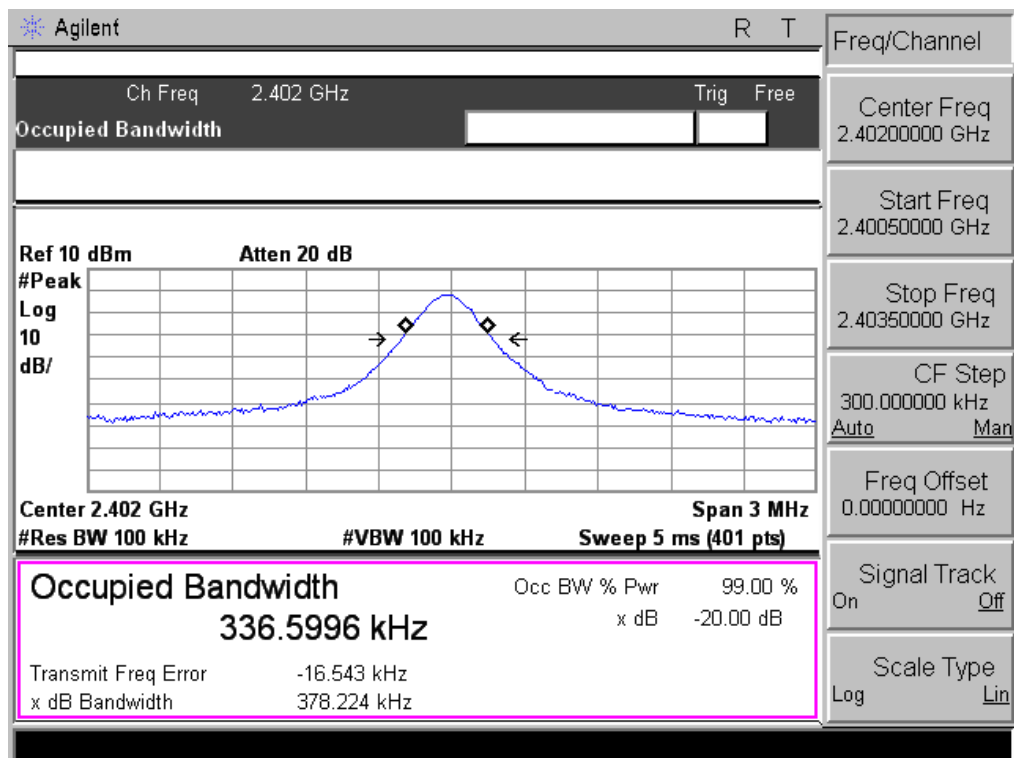 Agilent
R T
Ch Freq 2.402 GHz Trig Free
Occupied Bandwidth
Ref 10 dBm Atten 20 dB
#Peak
Log
10
dB/
Center 2.402 GHz Span 3 MHz
#Res BW 100 kHz #VBW 100 kHz Sweep 5 ms (401 pts)
Occupied Bandwidth
336.5996 kHz
Occ BW % Pwr 99.00 %
x dB -20.00 dB
Transmit Freq Error -16.543 kHz
x dB Bandwidth 378.224 kHz
Freq/Channel
Center Freq
2.40200000 GHz
Start Freq
2.40050000 GHz
Stop Freq
2.40350000 GHz
CF Step
300.000000 kHz
Auto Man
Freq Offset
0.00000000 Hz
Signal Track
On Off
Scale Type
Log Lin